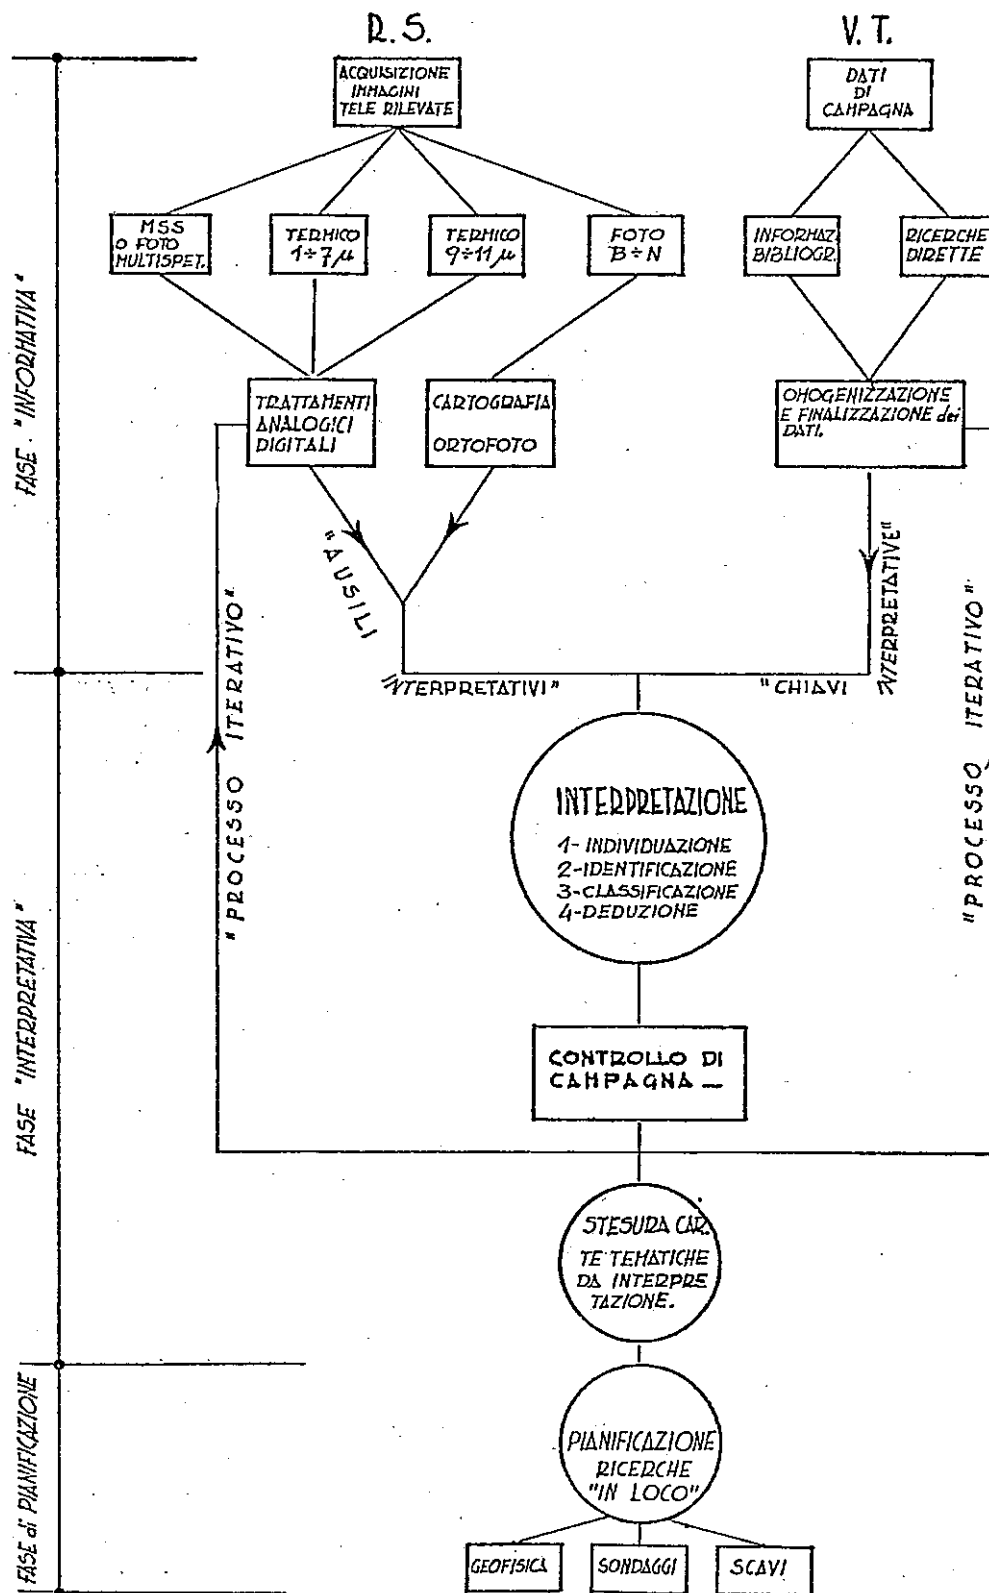 R.S.
V.T.
ACQUISIZIONE
IMMAGINI
TELE RILEVATE
DATI
DI
CAMPAGNA
MSS
O FOTO
MULTISPET.
TERMICO
1÷7 µ
TERMICO
9÷11 µ
FOTO
B÷N
INFORMAZ.
BIBLIOGR.
RICERCHE
DIRETTE
FASE "INFORMATIVA"
TRATTAMENTI
ANALOGICI
DIGITALI
CARTOGRAFIA
ORTOFOTO
OMOGENIZZAZIONE
E FINALIZZAZIONE dei
DATI.
"AUSILI
INTERPRETATIVI"
"CHIAVI
INTERPRETATIVE"
"PROCESSO ITERATIVO"
"PROCESSO ITERATIVO"
INTERPRETAZIONE
1- INDIVIDUAZIONE
2- IDENTIFICAZIONE
3- CLASSIFICAZIONE
4- DEDUZIONE
FASE "INTERPRETATIVA"
CONTROLLO DI
CAMPAGNA —
STESURA CAR.
TE TEMATICHE
DA INTERPRE
TAZIONE.
FASE di PIANIFICAZIONE
PIANIFICAZIONE
RICERCHE
"IN LOCO"
GEOFISICA
SONDAGGI
SCAVI